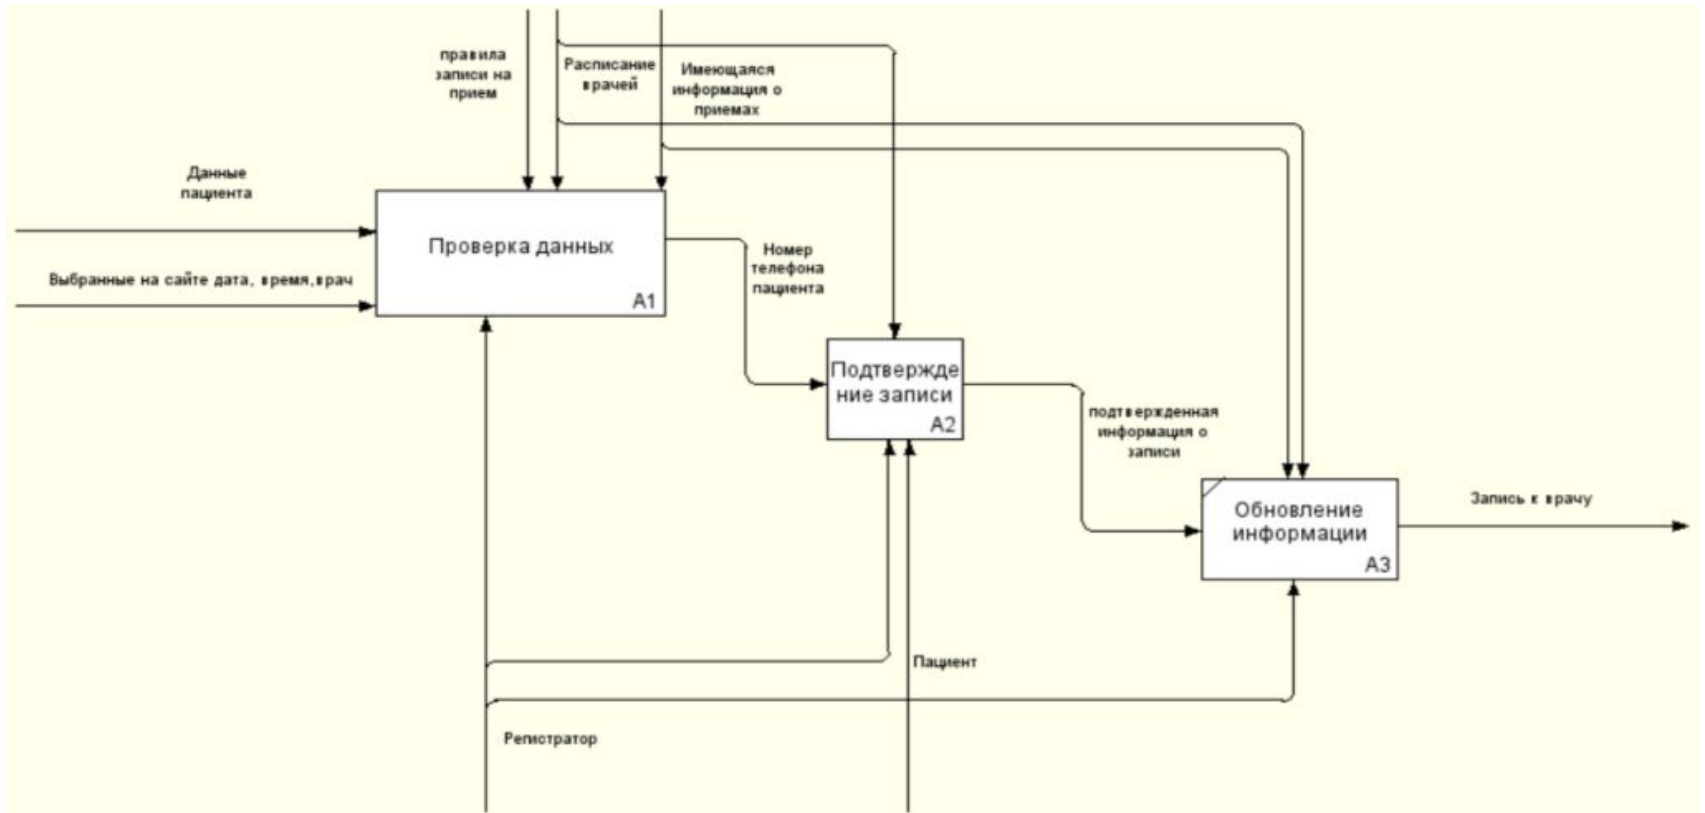 правила
записи на
прием
Расписание
врачей
Имеющаяся
информация о
приемах
Данные
пациента
Выбранные на сайте дата, время,врач
Проверка данных
A1
Номер
телефона
пациента
Подтвержде
ние записи
A2
подтвержденная
информация о
записи
Обновление
информации
A3
Запись к врачу
Пациент
Регистратор